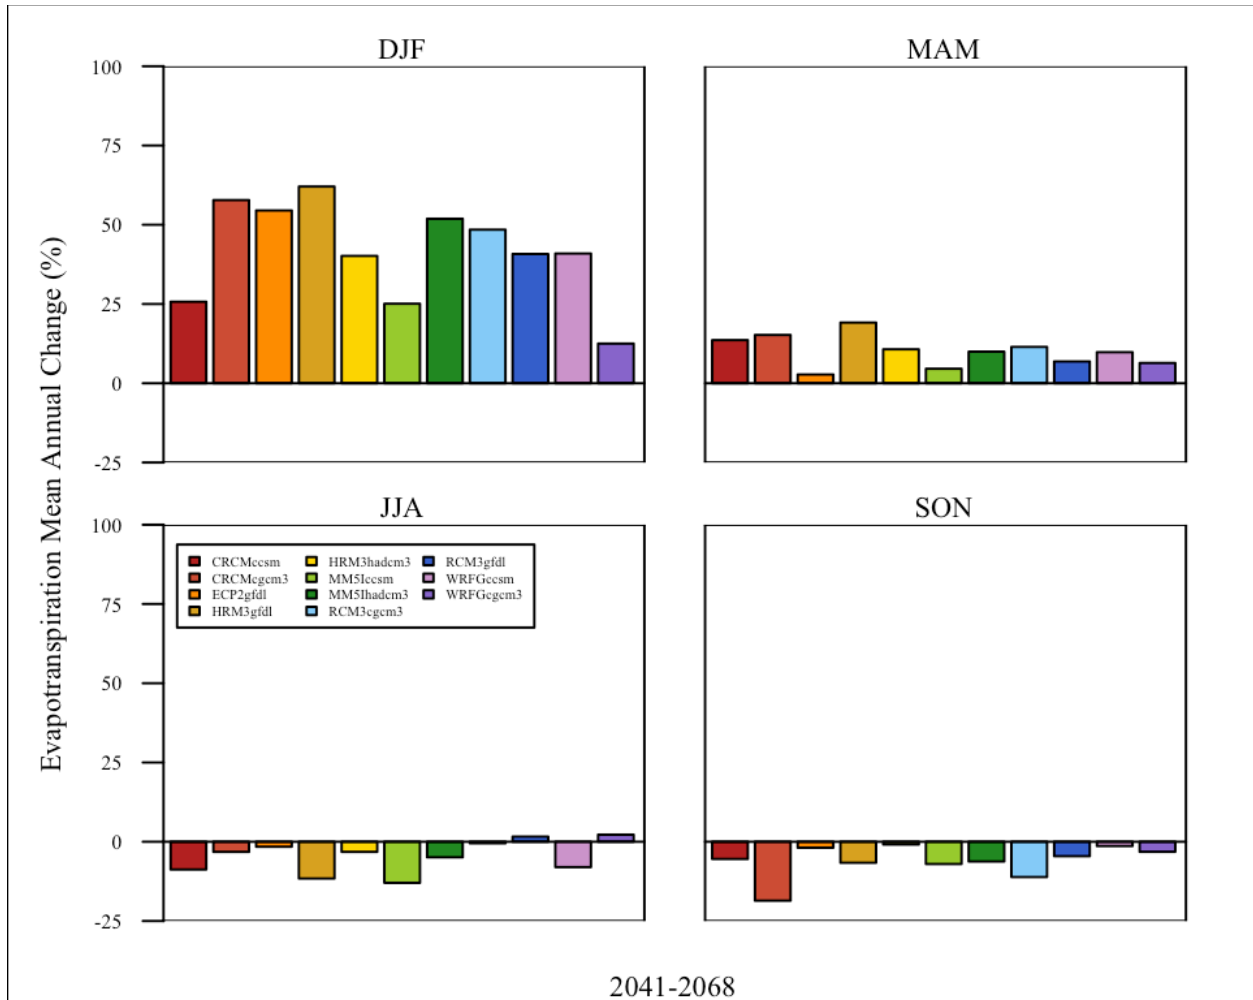 DJF
MAM
100
75
50
25
0
-25
Evapotranspiration Mean Annual Change (%)
JJA
SON
100
75
50
25
0
-25
CRCMccsm
CRCMcgcm3
ECP2gfdl
HRM3gfdl
HRM3hadcm3
MM5Iccsm
MM5Ihadcm3
RCM3cgcm3
RCM3gfdl
WRFGccsm
WRFGcgcm3
2041-2068